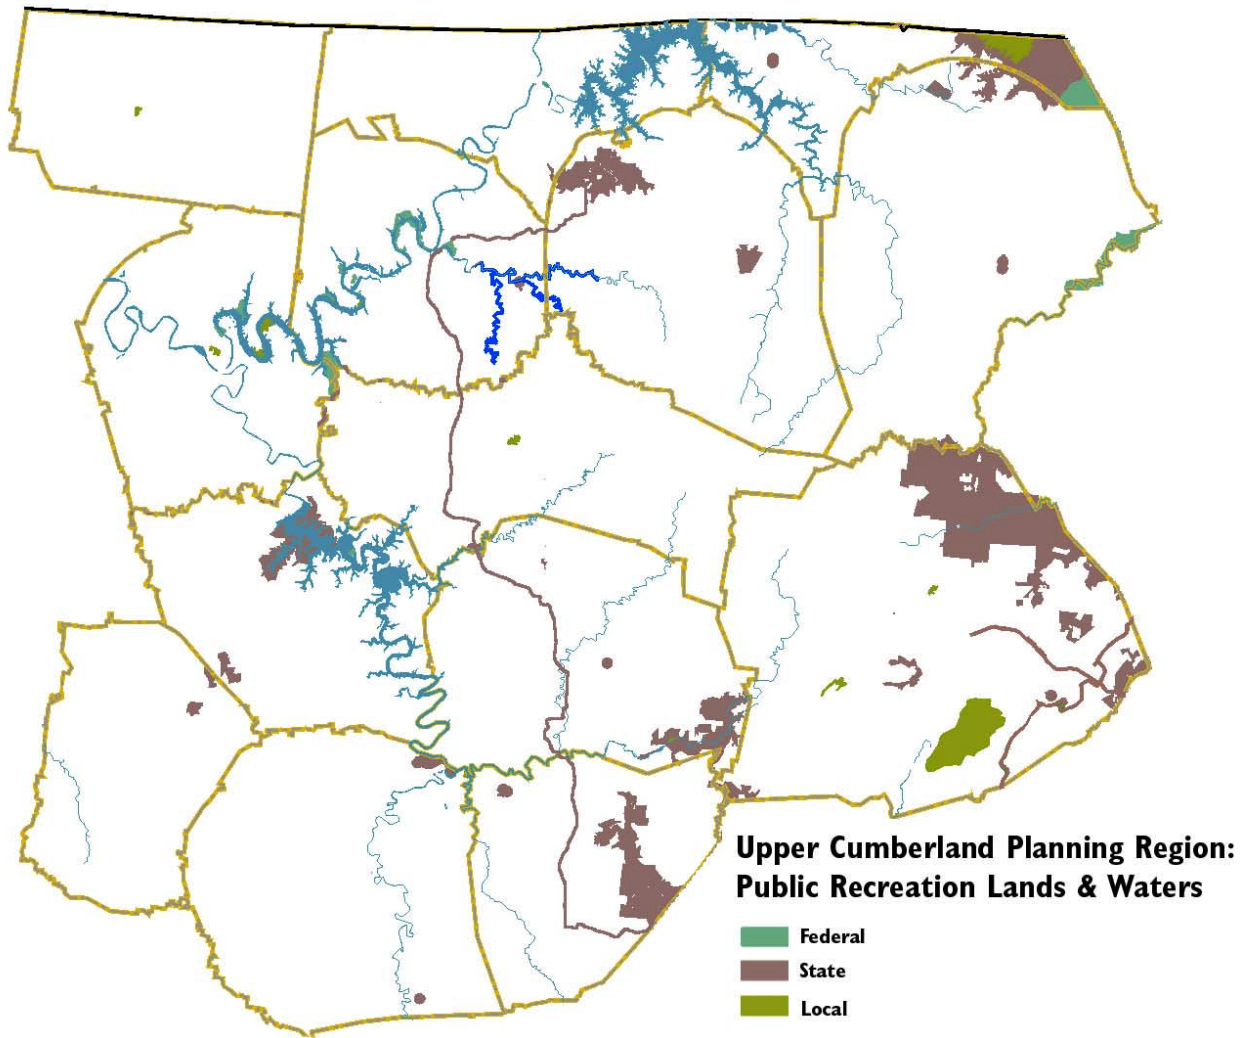 Upper Cumberland Planning Region:
Public Recreation Lands & Waters
Federal
State
Local